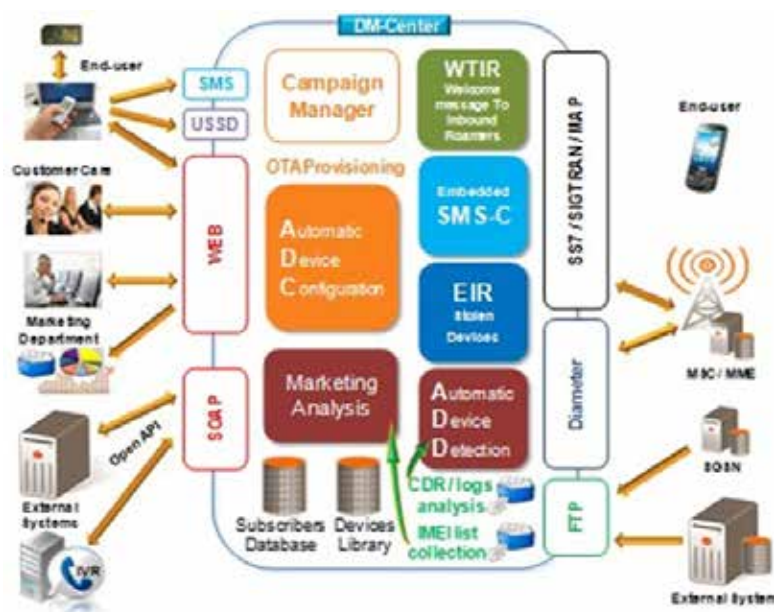 DM-Center
End-user
SMS
USSD
Campaign
Manager
WTIR
Welcome
message To
Inbound
Roamers
SS7 / SIGTRAN / MAP
End-user
Customer Care
OTA Provisioning
WEB
Automatic
Device
Configuration
Embedded
SMS-C
EIR
Stolen
Devices
Marketing
Department
MSC / MME
Diameter
SOAP
Marketing
Analysis
Automatic
Device
Detection
Open API
External
Systems
CDR / logs
analysis
IMEI list
collection
FTP
Subscribers
Database
Devices
Library
IVR
External System